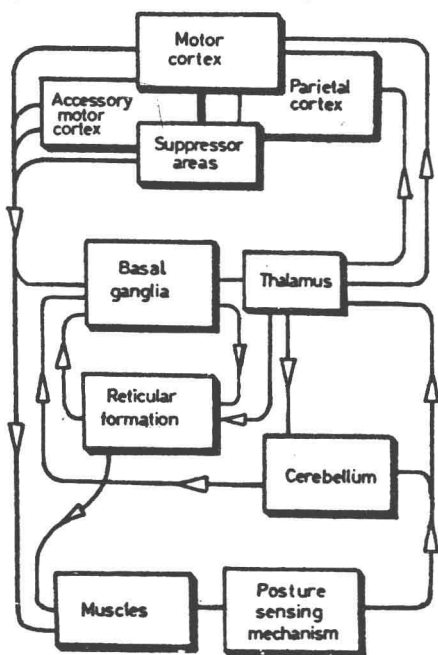 Motor
cortex
Accessory
motor
cortex
Parietal
cortex
Suppressor
areas
Basal
ganglia
Thalamus
Reticular
formation
Cerebellum
Muscles
Posture
sensing
mechanism